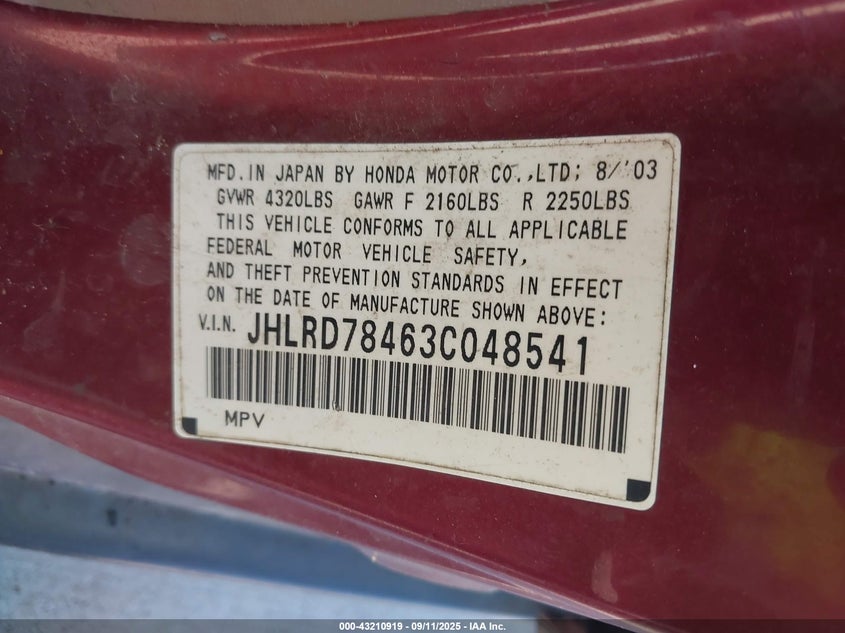 MFD. IN JAPAN BY HONDA MOTOR CO., LTD; 8/'03
GVWR 4320LBS GAWR F 2160LBS R 2250LBS
THIS VEHICLE CONFORMS TO ALL APPLICABLE
FEDERAL MOTOR VEHICLE SAFETY,
AND THEFT PREVENTION STANDARDS IN EFFECT
ON THE DATE OF MANUFACTURE SHOWN ABOVE:
V.I.N. JHLRD78463C048541
MPV
000-43210919 - 09/11/2025 - IAA Inc.